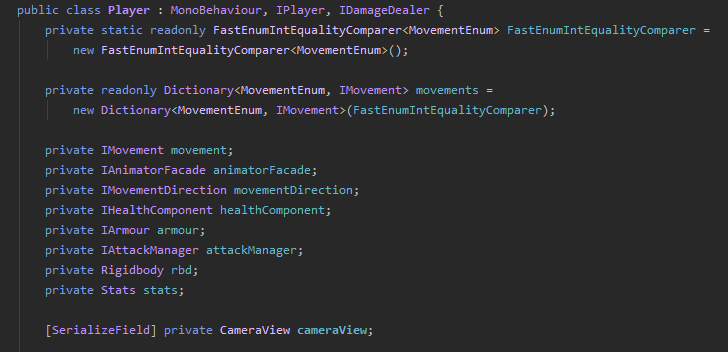 public class Player : MonoBehaviour, IPlayer, IDamageDealer {
private static readonly FastEnumIntEqualityComparer<MovementEnum> FastEnumIntEqualityComparer =
new FastEnumIntEqualityComparer<MovementEnum>();
private readonly Dictionary<MovementEnum, IMovement> movements =
new Dictionary<MovementEnum, IMovement>(FastEnumIntEqualityComparer);
private IMovement movement;
private IAnimatorFacade animatorFacade;
private IMovementDirection movementDirection;
private IHealthComponent healthComponent;
private IArmour armour;
private IAttackManager attackManager;
private Rigidbody rbd;
private Stats stats;
[SerializeField] private CameraView cameraView;